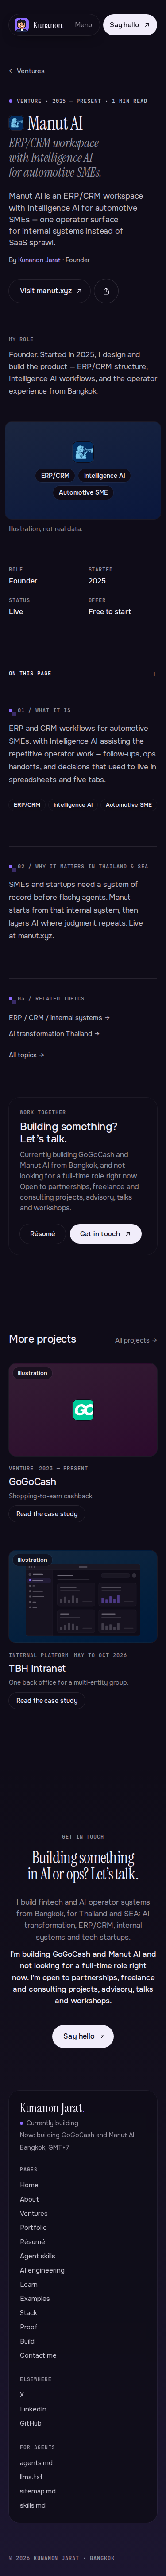 Kunanon
Menu
Say hello ↗
← Ventures
VENTURE · 2025 — PRESENT · 1 MIN READ
Manut AI
ERP/CRM workspace
with Intelligence AI
for automative SMEs.
Manut AI is an ERP/CRM workspace
with Intelligence AI for automative
SMEs — one operator surface
for internal systems instead of
SaaS sprawl.
By Kunanon Jarat · Founder
Visit manut.xyz ↗
MY ROLE
Founder. Started in 2025; I design and
build the product — ERP/CRM structure,
Intelligence AI workflows, and the operator
experience from Bangkok.
ERP/CRM
Intelligence AI
Automative SME
Illustration, not real data.
ROLE
Founder
STARTED
2025
STATUS
Live
OFFER
Free to start
ON THIS PAGE +
01 / WHAT IT IS
ERP and CRM workflows for automative
SMEs, with Intelligence AI assisting the
repetitive operator work — follow-ups, ops
handoffs, and decisions that used to live in
spreadsheets and five tabs.
ERP/CRM
Intelligence AI
Automative SME
02 / WHY IT MATTERS IN THAILAND & SEA
SMEs and startups need a system of
record before flashy agents. Manut
starts from that internal system, then
layers AI where judgment repeats. Live
at manut.xyz.
03 / RELATED TOPICS
ERP / CRM / internal systems →
AI transformation Thailand →
All topics →
WORK TOGETHER
Building something?
Let's talk.
Currently building GoGoCash and
Manut AI from Bangkok, and not
looking for a full-time role right now.
Open to partnerships, freelance and
consulting projects, advisory, talks
and workshops.
Résumé
Get in touch ↗
More projects
All projects →
Illustration
VENTURE 2023 — PRESENT
GoGoCash
Shopping-to-earn cashback.
Read the case study
Illustration
INTERNAL PLATFORM MAY TO OCT 2026
TBH Intranet
One back office for a multi-entity group.
Read the case study
GET IN TOUCH
Building something
in AI or ops? Let's talk.
I build fintech and AI operator systems
from Bangkok, for Thailand and SEA: AI
transformation, ERP/CRM, Internal
systems and tech startups.
I'm building GoGoCash and Manut AI and
not looking for a full-time role right
now. I'm open to partnerships, freelance
and consulting projects, advisory, talks
and workshops.
Say hello ↗
Kunanon Jarat.
Currently building
Now: building GoGoCash and Manut AI
Bangkok, GMT+7
PAGES
Home
About
Ventures
Portfolio
Résumé
Agent skills
AI engineering
Learn
Examples
Stack
Proof
Build
Contact me
ELSEWHERE
X
LinkedIn
GitHub
FOR AGENTS
agents.md
llms.txt
sitemap.md
skills.md
© 2026 KUNANON JARAT · BANGKOK